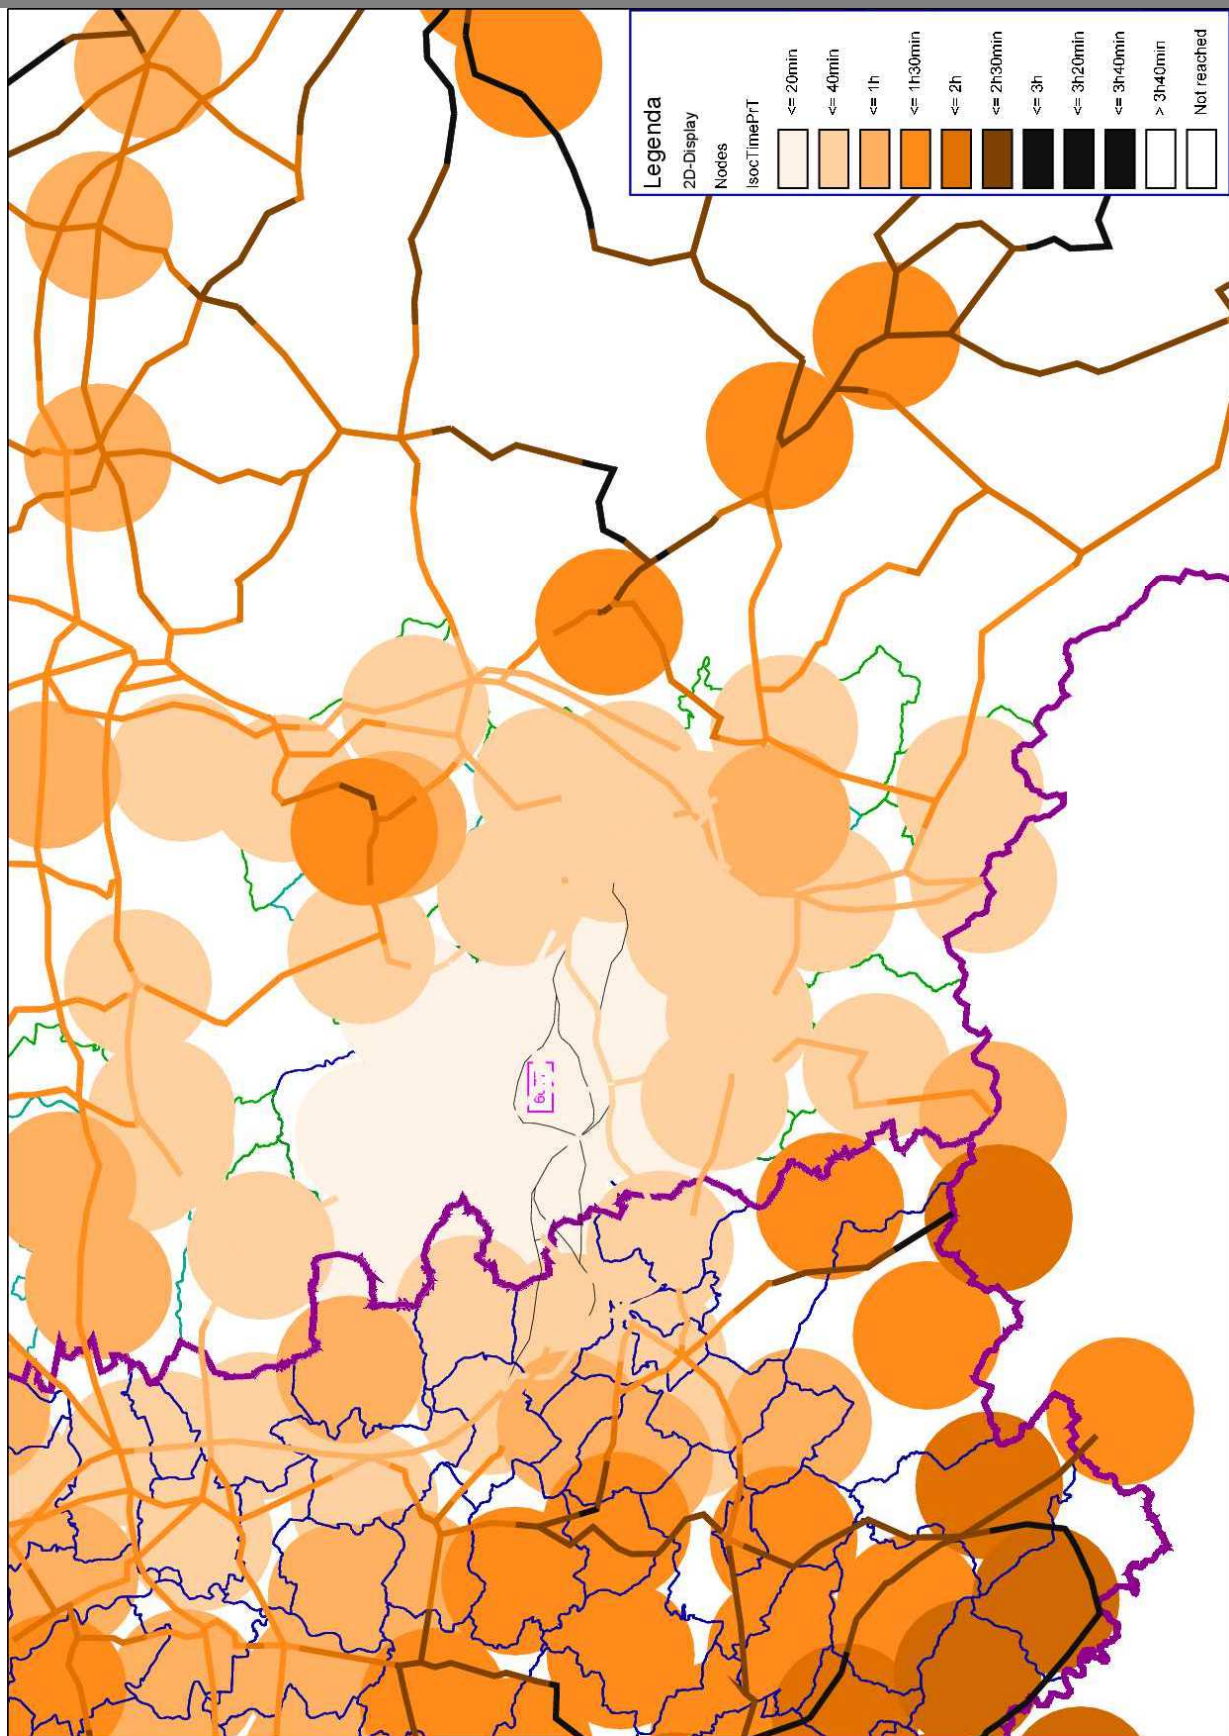 Legenda
2D-Display
Nodes
IsocTimePrT
<= 20min
<= 40min
<= 1h
<= 1h30min
<= 2h
<= 2h30min
<= 3h
<= 3h20min
<= 3h40min
> 3h40min
Not reached